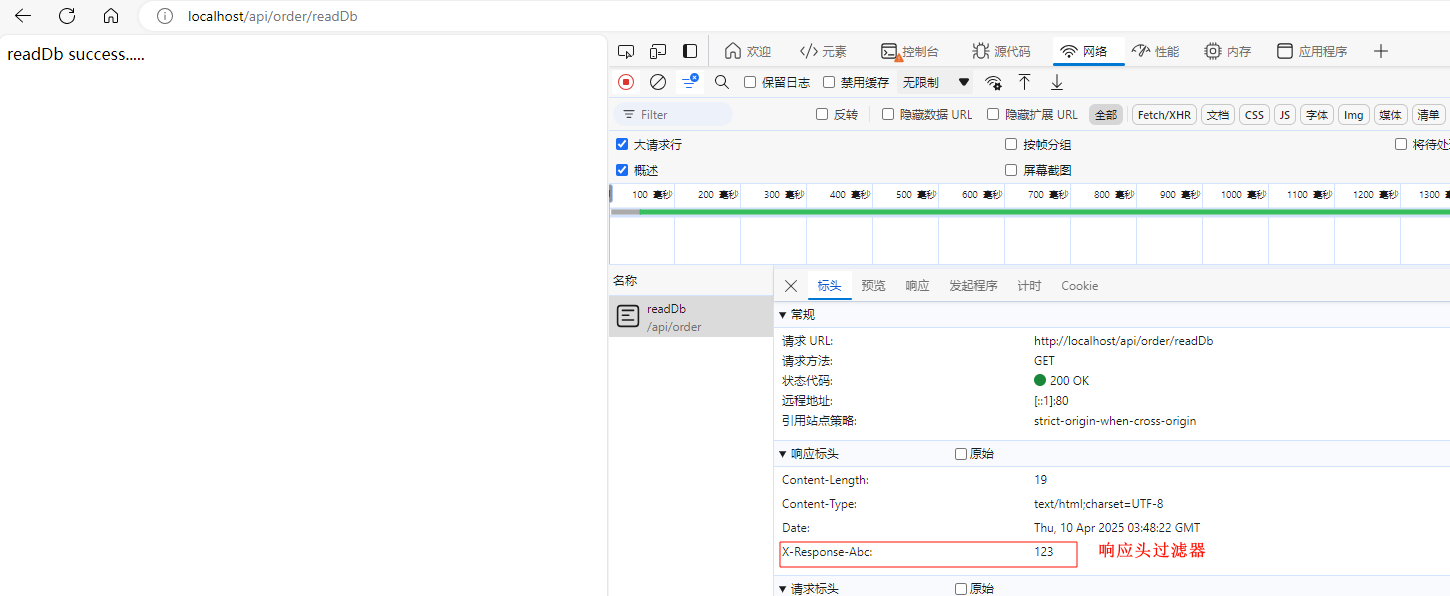 localhost/api/order/readDb
readDb success.....
欢迎 元素 控制台 源代码 网络 性能 内存 应用程序
保留日志 禁用缓存 无限制
Filter 反转 隐藏数据 URL 隐藏扩展 URL 全部 Fetch/XHR 文档 CSS JS 字体 Img 媒体 清单
大请求行 按帧分组 将待处
概述 屏幕截图
100 毫秒 200 毫秒 300 毫秒 400 毫秒 500 毫秒 600 毫秒 700 毫秒 800 毫秒 900 毫秒 1000 毫秒 1100 毫秒 1200 毫秒 1300
名称 标头 预览 响应 发起程序 计时 Cookie
readDb
/api/order
常规
请求 URL: http://localhost/api/order/readDb
请求方法: GET
状态代码: 200 OK
远程地址: [::1]:80
引用站点策略: strict-origin-when-cross-origin
响应标头 原始
Content-Length: 19
Content-Type: text/html;charset=UTF-8
Date: Thu, 10 Apr 2025 03:48:22 GMT
X-Response-Abc: 123 响应头过滤器
请求标头 原始